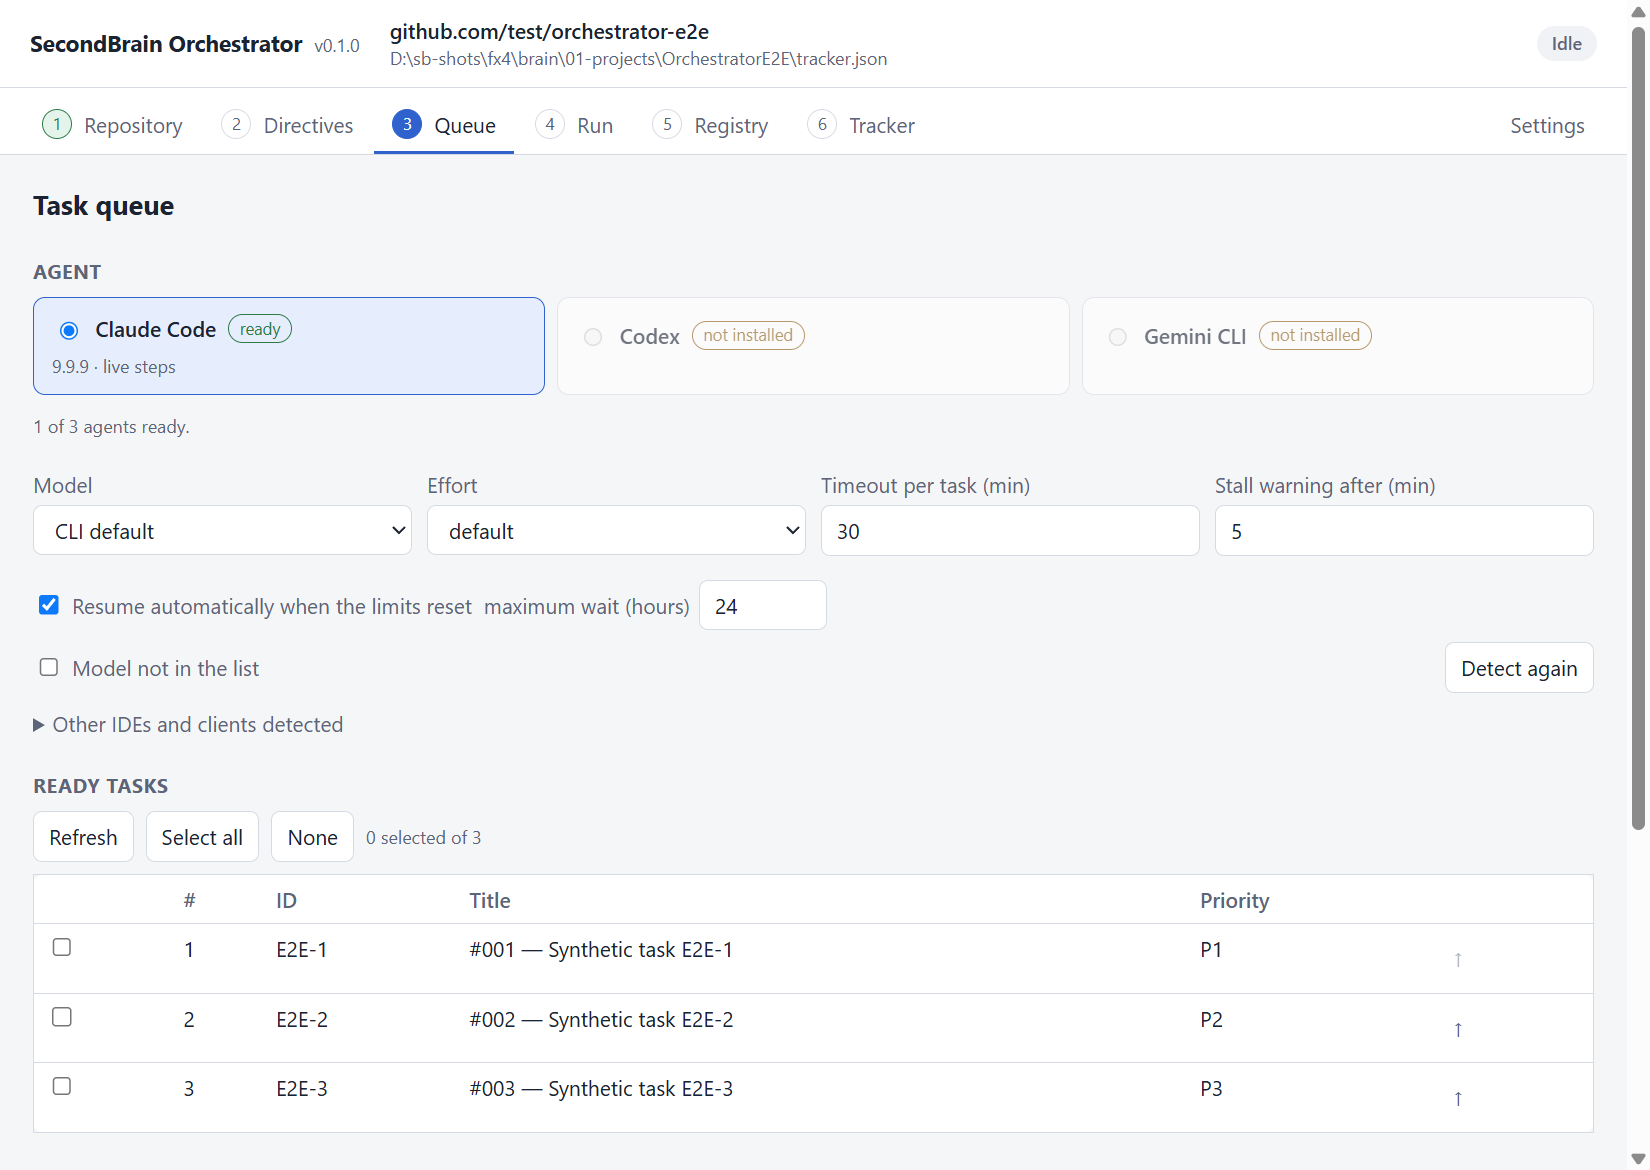 SecondBrain Orchestrator v0.1.0
github.com/test/orchestrator-e2e
D:\sb-shots\fx4\brain\01-projects\OrchestratorE2E\tracker.json
Idle
1 Repository
2 Directives
3 Queue
4 Run
5 Registry
6 Tracker
Settings
Task queue
AGENT
Claude Code ready
9.9.9 · live steps
Codex not installed
Gemini CLI not installed
1 of 3 agents ready.
Model
CLI default
Effort
default
Timeout per task (min)
30
Stall warning after (min)
5
Resume automatically when the limits reset maximum wait (hours) 24
Model not in the list
Detect again
Other IDEs and clients detected
READY TASKS
Refresh Select all None 0 selected of 3
# ID Title Priority
1 E2E-1 #001 — Synthetic task E2E-1 P1 ↑
2 E2E-2 #002 — Synthetic task E2E-2 P2 ↑
3 E2E-3 #003 — Synthetic task E2E-3 P3 ↑